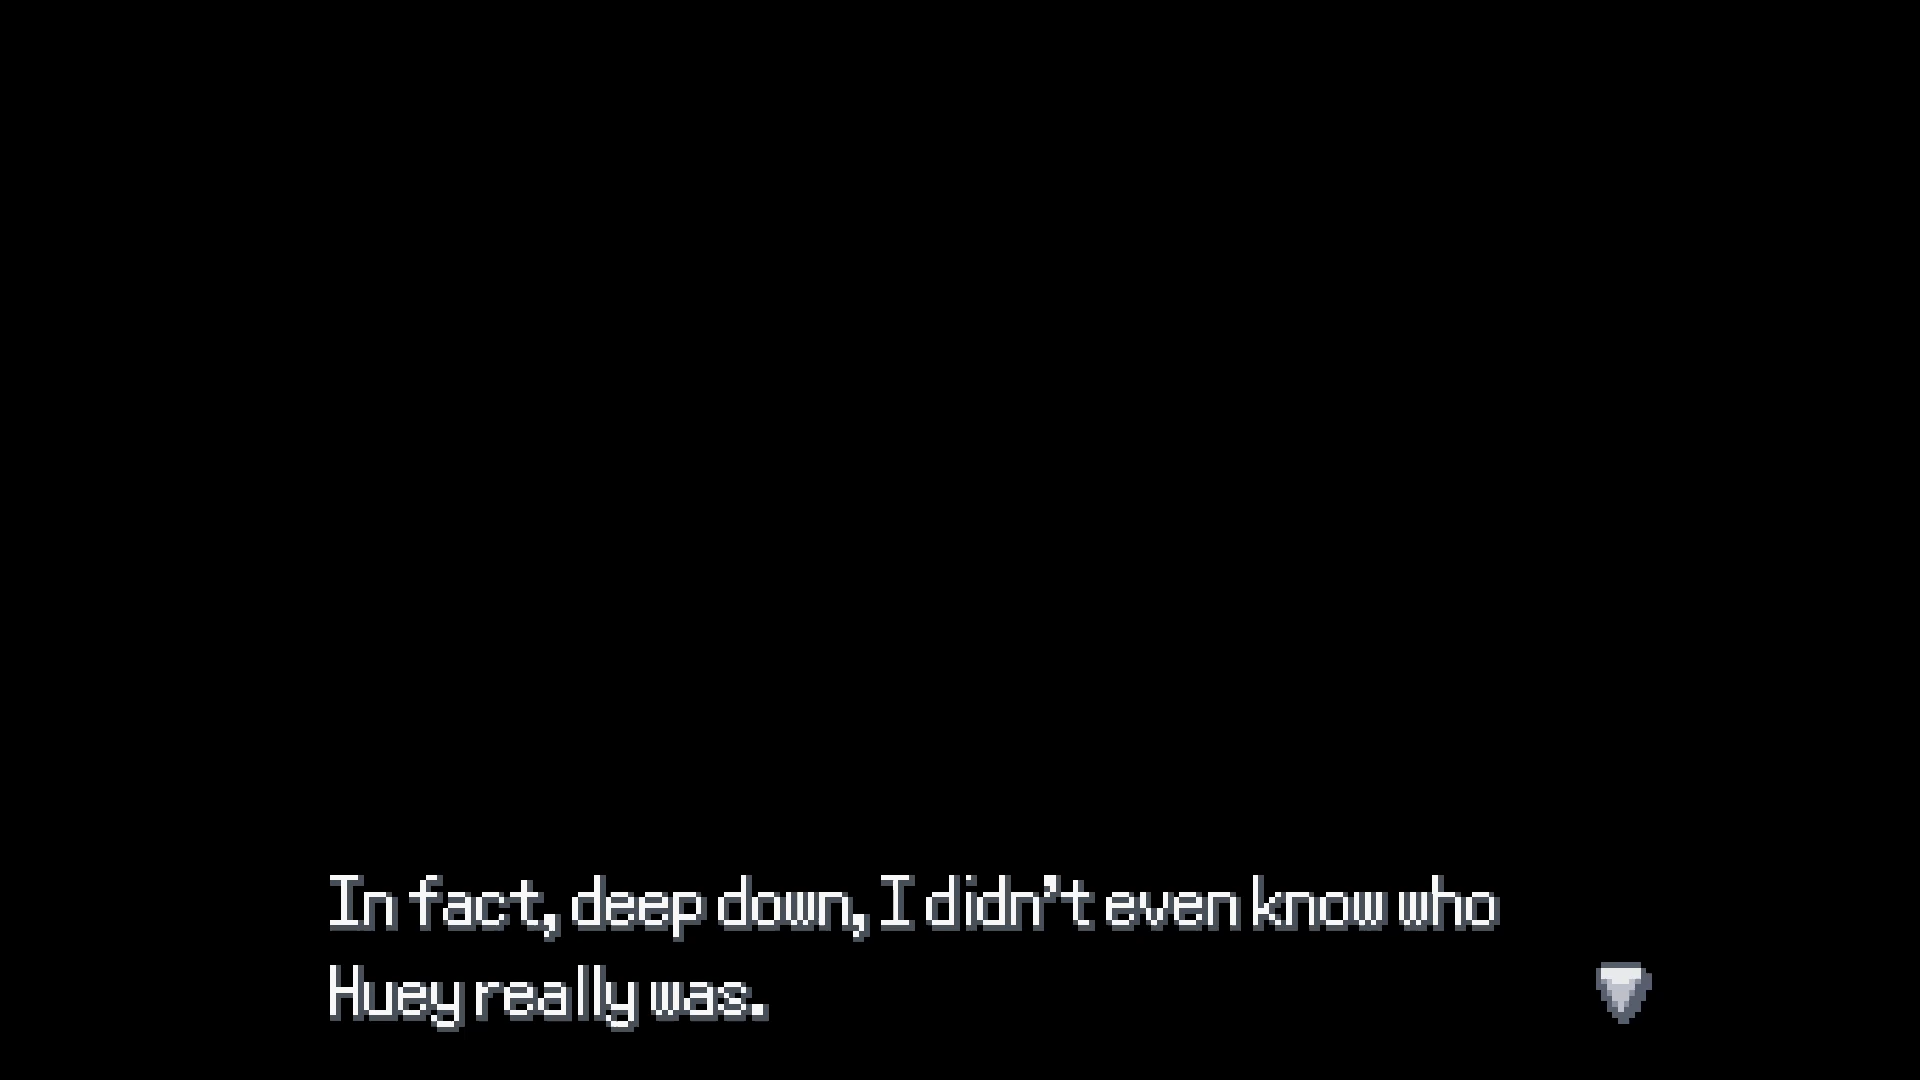 In fact, deep down, I didn't even know who
Huey really was.